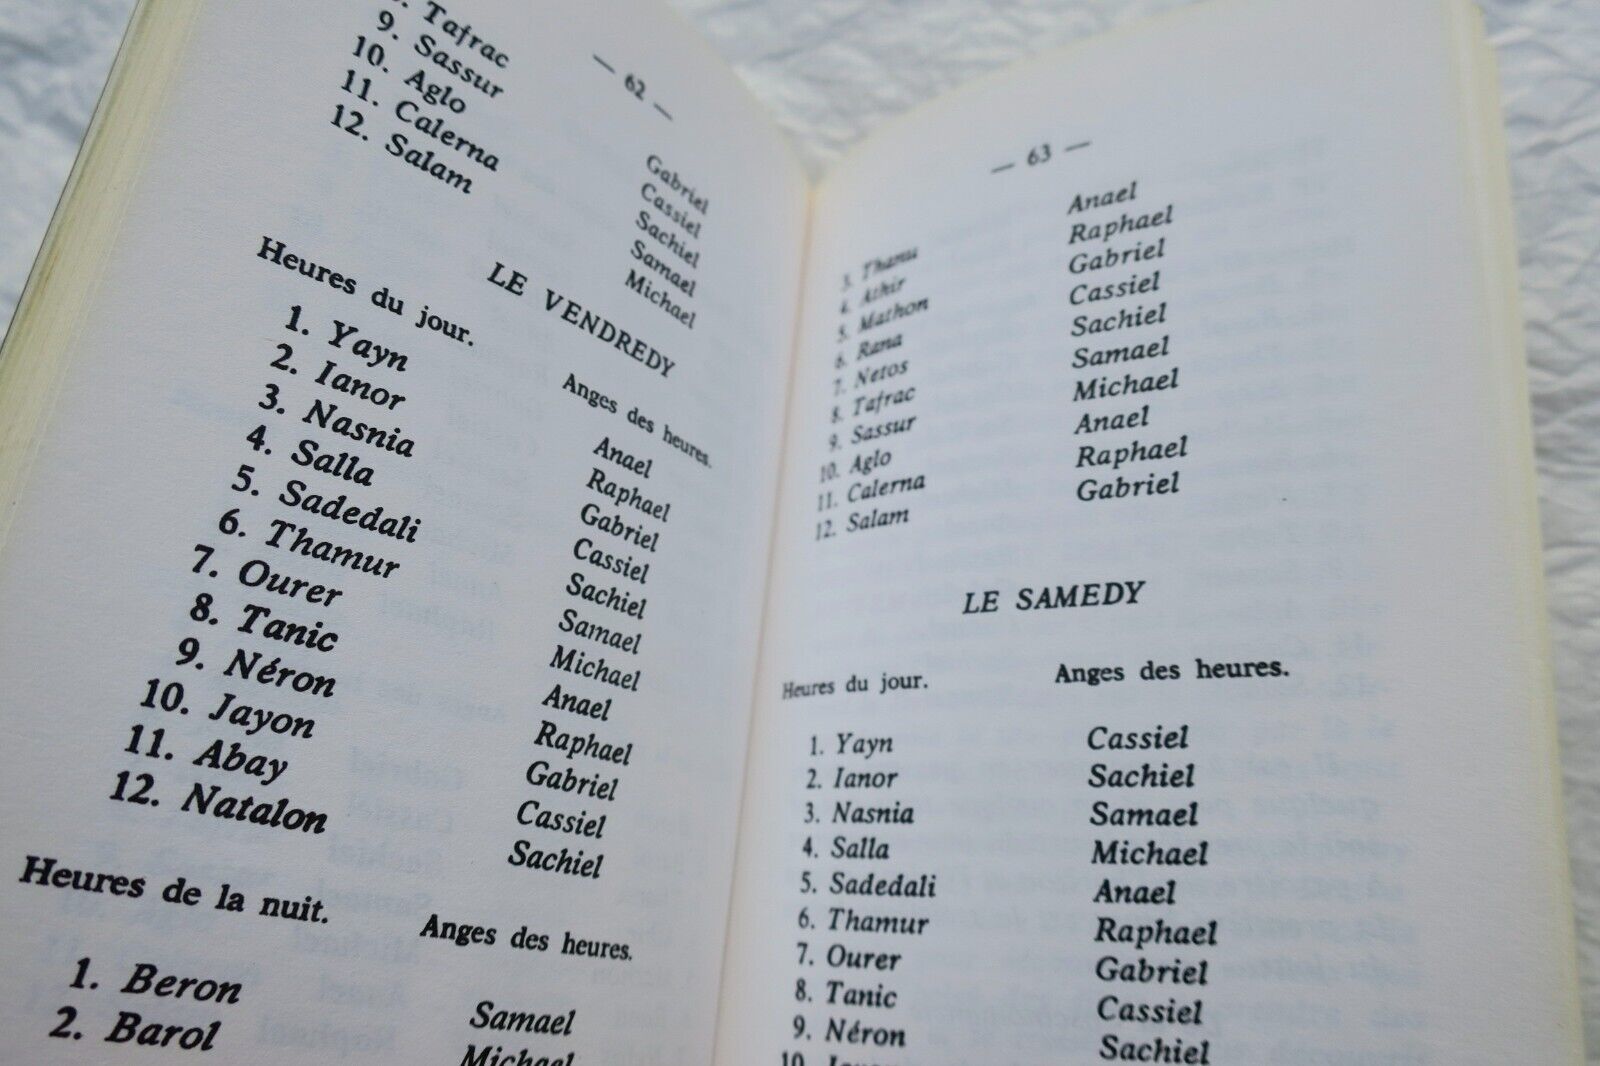 — 62 —
Tafrac Gabriel
9. Sassur Cassiel
10. Aglo Sachiel
11. Calerna Samael
12. Salam Michael
LE VENDREDY
Heures du jour. Anges des heures.
1. Yayn Anael
2. Ianor Raphael
3. Nasnia Gabriel
4. Salla Cassiel
5. Sadedali Sachiel
6. Thamur Samael
7. Ourer Michael
8. Tanic Anael
9. Néron Raphael
10. Jayon Gabriel
11. Abay Cassiel
12. Natalon Sachiel
Heures de la nuit. Anges des heures.
1. Beron Samael
2. Barol Michael
— 63 —
3. Thanu Anael
4. Athir Raphael
5. Mathon Gabriel
6. Rana Cassiel
7. Netos Sachiel
8. Tafrac Samael
9. Sassur Michael
10. Aglo Anael
11. Calerna Raphael
12. Salam Gabriel
LE SAMEDY
Heures du jour. Anges des heures.
1. Yayn Cassiel
2. Ianor Sachiel
3. Nasnia Samael
4. Salla Michael
5. Sadedali Anael
6. Thamur Raphael
7. Ourer Gabriel
8. Tanic Cassiel
9. Néron Sachiel
10.